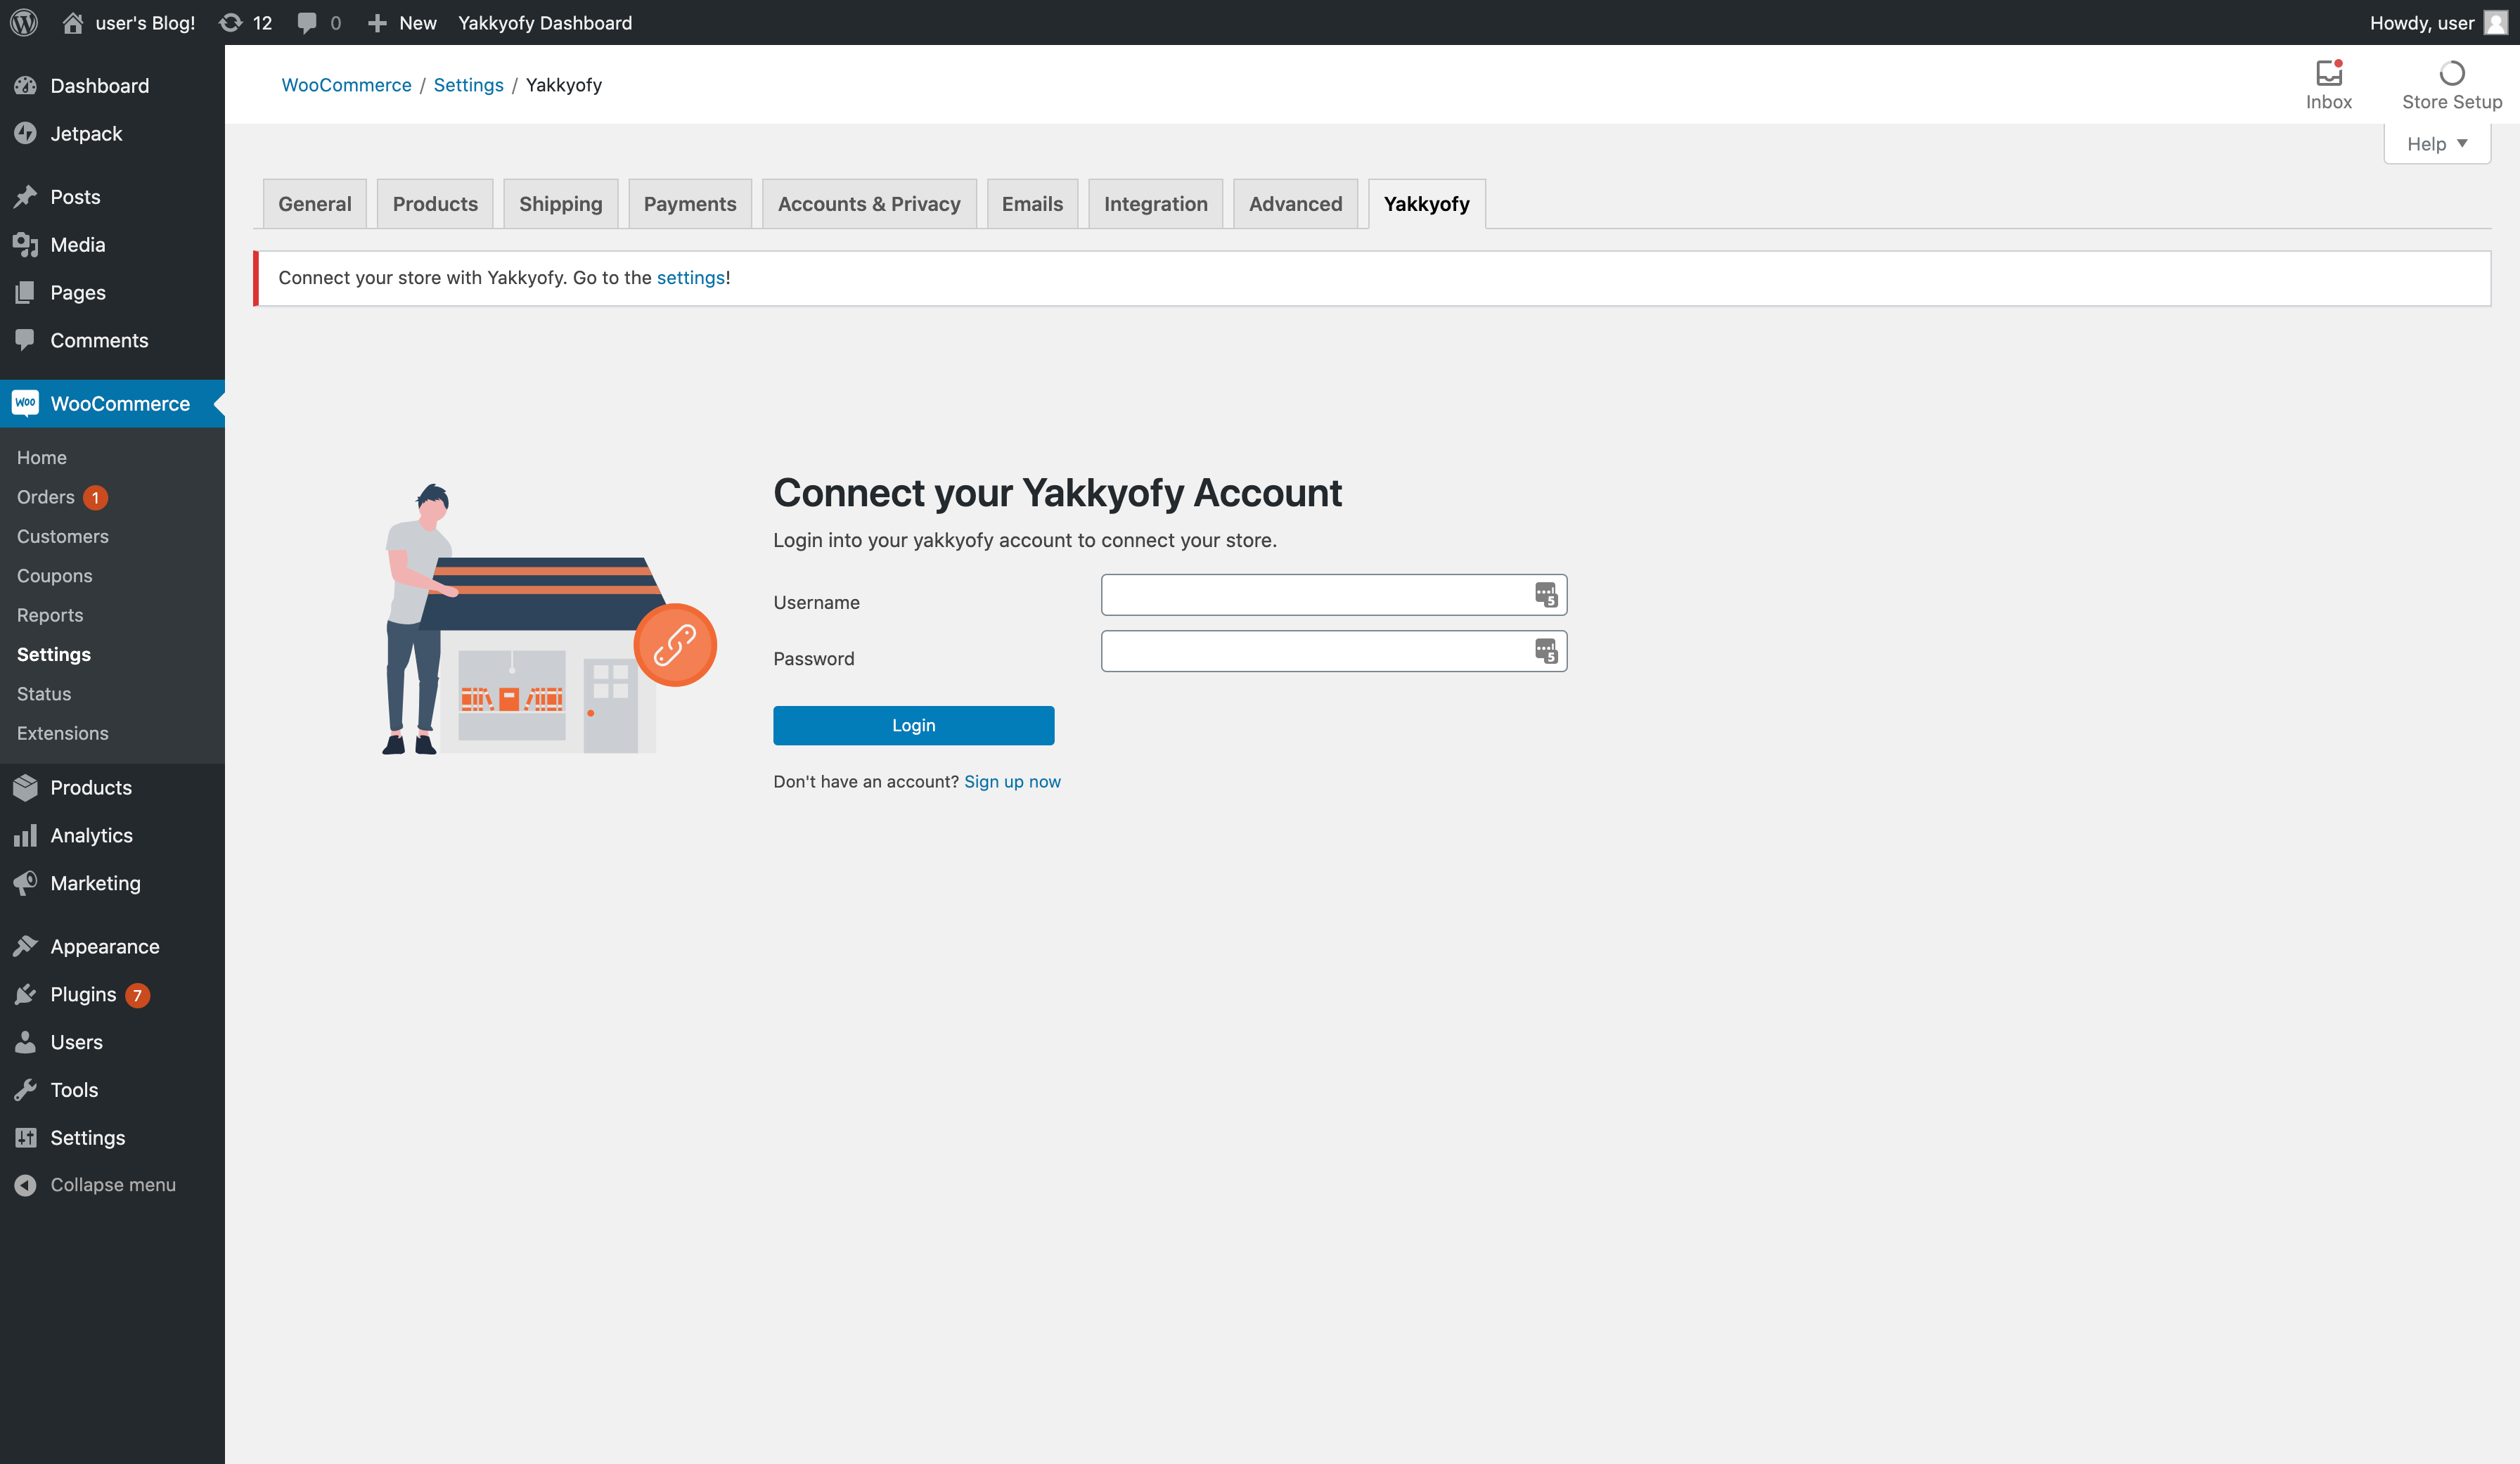 user's Blog!
12
0
New
Yakkyofy Dashboard
Howdy, user
Dashboard
Jetpack
Posts
Media
Pages
Comments
Woo
WooCommerce
Home
Orders 1
Customers
Coupons
Reports
Settings
Status
Extensions
Products
Analytics
Marketing
Appearance
Plugins 7
Users
Tools
Settings
Collapse menu
WooCommerce / Settings / Yakkyofy
Inbox
Store Setup
Help
General
Products
Shipping
Payments
Accounts & Privacy
Emails
Integration
Advanced
Yakkyofy
Connect your store with Yakkyofy. Go to the settings!
Connect your Yakkyofy Account
Login into your yakkyofy account to connect your store.
Username
5
Password
5
Login
Don't have an account? Sign up now